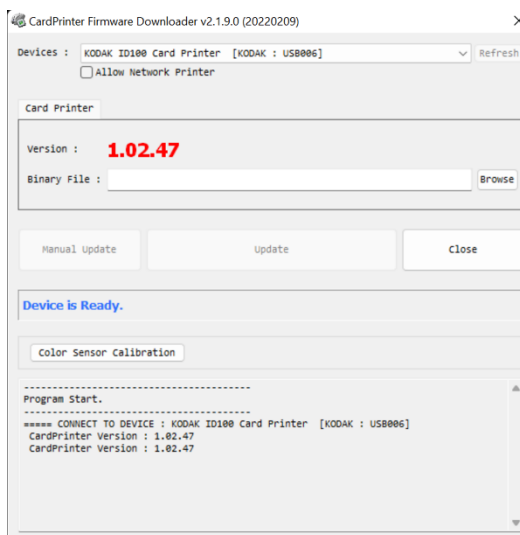 CardPrinter Firmware Downloader v2.1.9.0 (20220209)
Devices : KODAK ID100 Card Printer [KODAK : USB006] Refresh
Allow Network Printer
Card Printer
Version : 1.02.47
Binary File : Browse
Manual Update Update Close
Device is Ready.
Color Sensor Calibration
----------------------------------------
Program Start.
----------------------------------------
===== CONNECT TO DEVICE : KODAK ID100 Card Printer [KODAK : USB006]
CardPrinter Version : 1.02.47
CardPrinter Version : 1.02.47